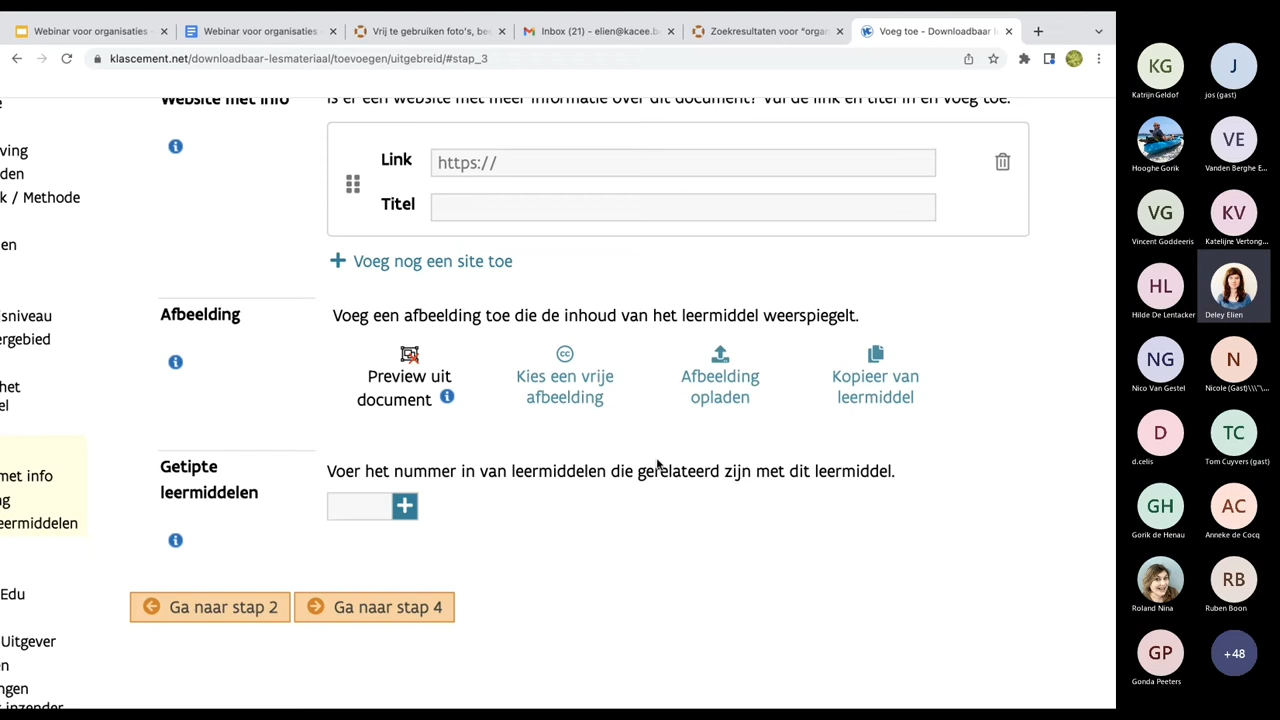 Webinar voor organisaties -
Webinar voor organisaties
Vrij te gebruiken foto's, be
Inbox (21) - elien@kacee.b
Zoekresultaten voor "organ
Voeg toe - Downloadbaar l
klascement.net/downloadbaar-lesmateriaal/toevoegen/uitgebreid/#stap_3
Website met info
Is er een website met meer informatie over dit document? Vul de link en titel in en voeg toe.
Link
https://
Titel
Voeg nog een site toe
Afbeelding
Voeg een afbeelding toe die de inhoud van het leermiddel weerspiegelt.
Preview uit
document
cc
Kies een vrije
afbeelding
Afbeelding
opladen
Kopieer van
leermiddel
Getipte
leermiddelen
Voer het nummer in van leermiddelen die gerelateerd zijn met dit leermiddel.
Ga naar stap 2
Ga naar stap 4
e
ving
den
k / Methode
en
isniveau
ergebied
het
el
met info
ng
eermiddelen
Edu
Uitgever
n
ngen
inzender
KG
Katrijn Geldof
J
jos (gast)
Hooghe Gorik
VE
Vanden Berghe E...
VG
Vincent Goddeeris
KV
Katelijne Vertong...
HL
Hilde De Lentacker
Deley Elien
NG
Nico Van Gestel
N
Nicole (Gast)\\\"\...
D
d.celis
TC
Tom Cuyvers (gast)
GH
Gorik de Henau
AC
Anneke de Cocq
Roland Nina
RB
Ruben Boon
GP
Gonda Peeters
+48